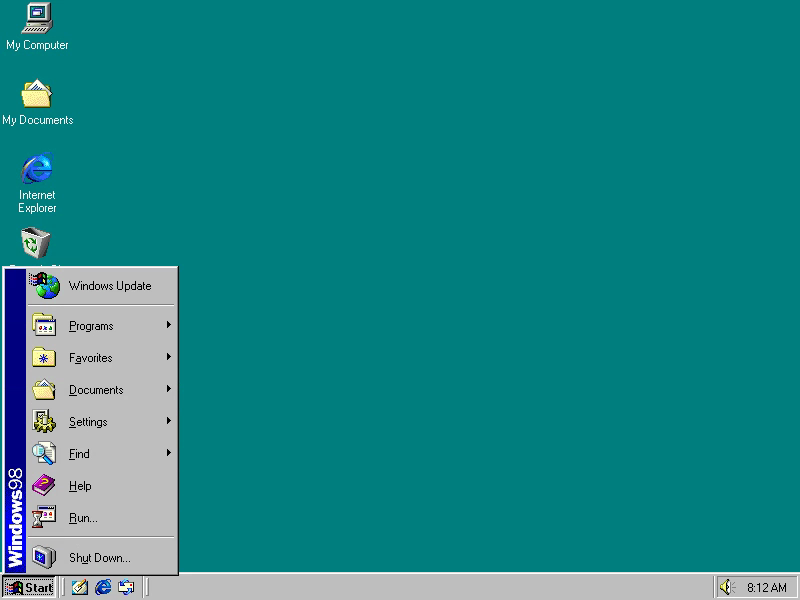 My Computer
My Documents
Internet
Explorer
Windows Update
Programs
Favorites
Documents
Settings
Find
Help
Run...
Shut Down...
Windows98
Start
8:12 AM